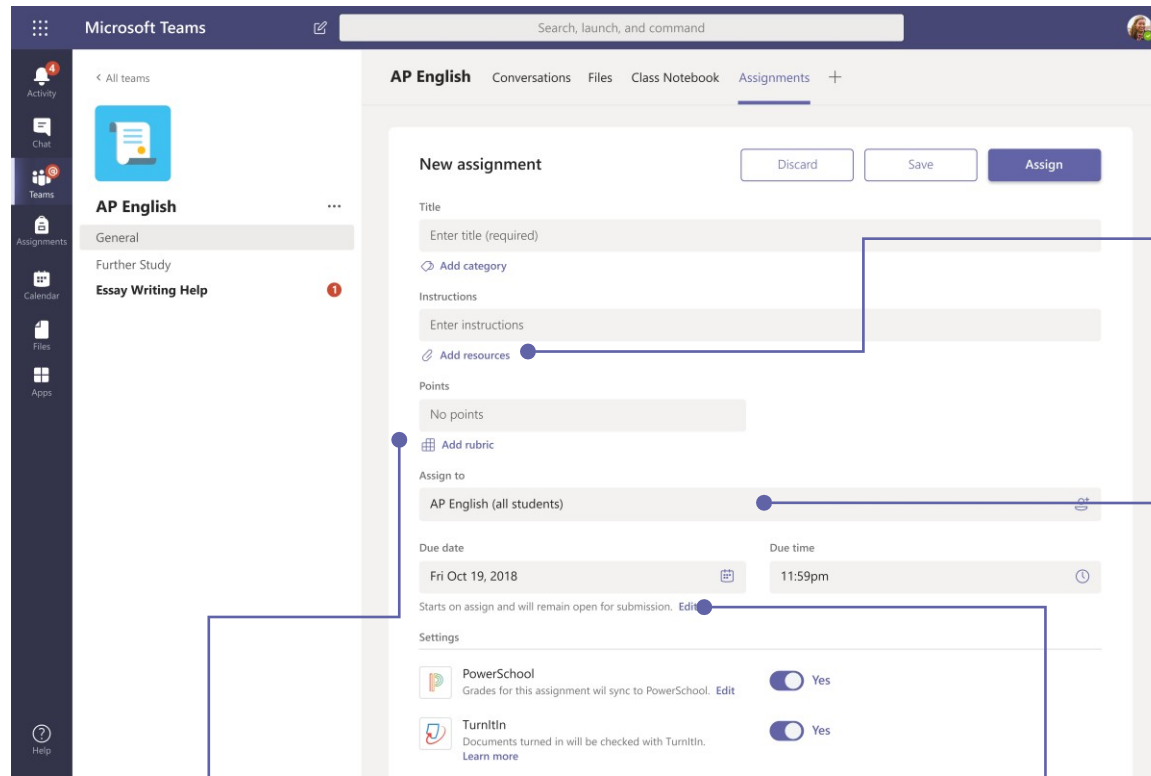 Microsoft Teams
Search, launch, and command
4
Activity
Chat
@
Teams
Assignments
Calendar
Files
Apps
Help
< All teams
AP English
...
General
Further Study
Essay Writing Help 1
AP English Conversations Files Class Notebook Assignments +
New assignment Discard Save Assign
Title
Enter title (required)
Add category
Instructions
Enter instructions
Add resources
Points
No points
Add rubric
Assign to
AP English (all students)
Due date Due time
Fri Oct 19, 2018 11:59pm
Starts on assign and will remain open for submission. Edit
Settings
PowerSchool Yes
Grades for this assignment wil sync to PowerSchool. Edit
TurnItIn Yes
Documents turned in will be checked with TurnItIn.
Learn more